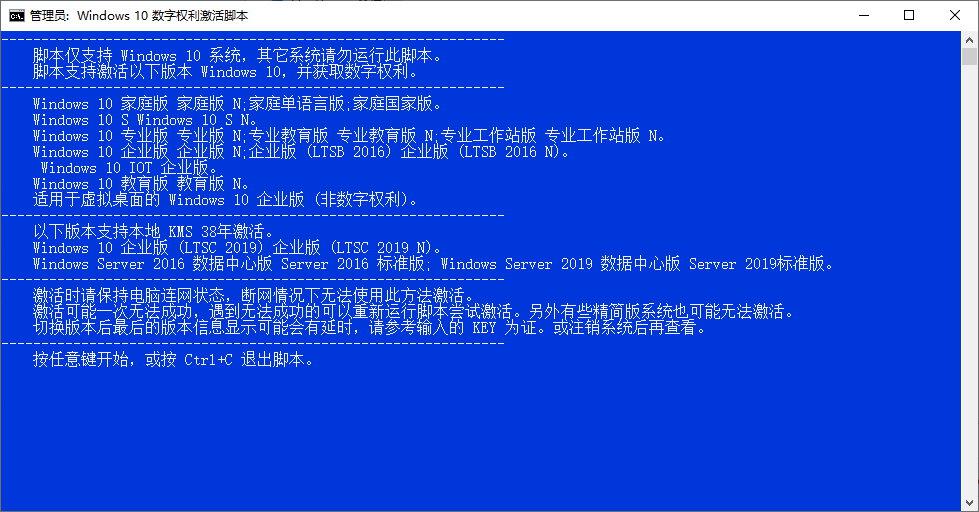 管理员: Windows 10 数字权利激活脚本
---------------------------------------------------------------
脚本仅支持 Windows 10 系统，其它系统请勿运行此脚本。
脚本支持激活以下版本 Windows 10，并获取数字权利。
---------------------------------------------------------------
Windows 10 家庭版 家庭版 N;家庭单语言版;家庭国家版。
Windows 10 S Windows 10 S N。
Windows 10 专业版 专业版 N;专业教育版 专业教育版 N;专业工作站版 专业工作站版 N。
Windows 10 企业版 企业版 N;企业版 (LTSB 2016) 企业版 (LTSB 2016 N)。
Windows 10 IOT 企业版。
Windows 10 教育版 教育版 N。
适用于虚拟桌面的 Windows 10 企业版 (非数字权利)。
---------------------------------------------------------------
以下版本支持本地 KMS 38年激活。
Windows 10 企业版 (LTSC 2019) 企业版 (LTSC 2019 N)。
Windows Server 2016 数据中心版 Server 2016 标准版; Windows Server 2019 数据中心版 Server 2019标准版。
---------------------------------------------------------------
激活时请保持电脑连网状态，断网情况下无法使用此方法激活。
激活可能一次无法成功，遇到无法成功的可以重新运行脚本尝试激活。另外有些精简版系统也可能无法激活。
切换版本后最后的版本信息显示可能会有延时，请参考输入的 KEY 为证。或注销系统后再查看。
---------------------------------------------------------------
按任意键开始，或按 Ctrl+C 退出脚本。